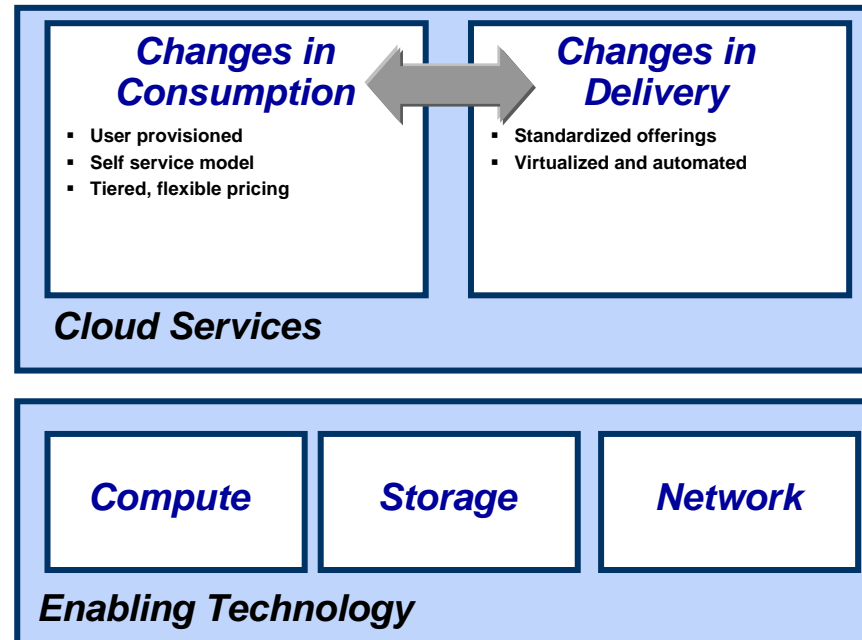 Changes in
Consumption
▪ User provisioned
▪ Self service model
▪ Tiered, flexible pricing
Changes in
Delivery
▪ Standardized offerings
▪ Virtualized and automated
Cloud Services
Compute
Storage
Network
Enabling Technology